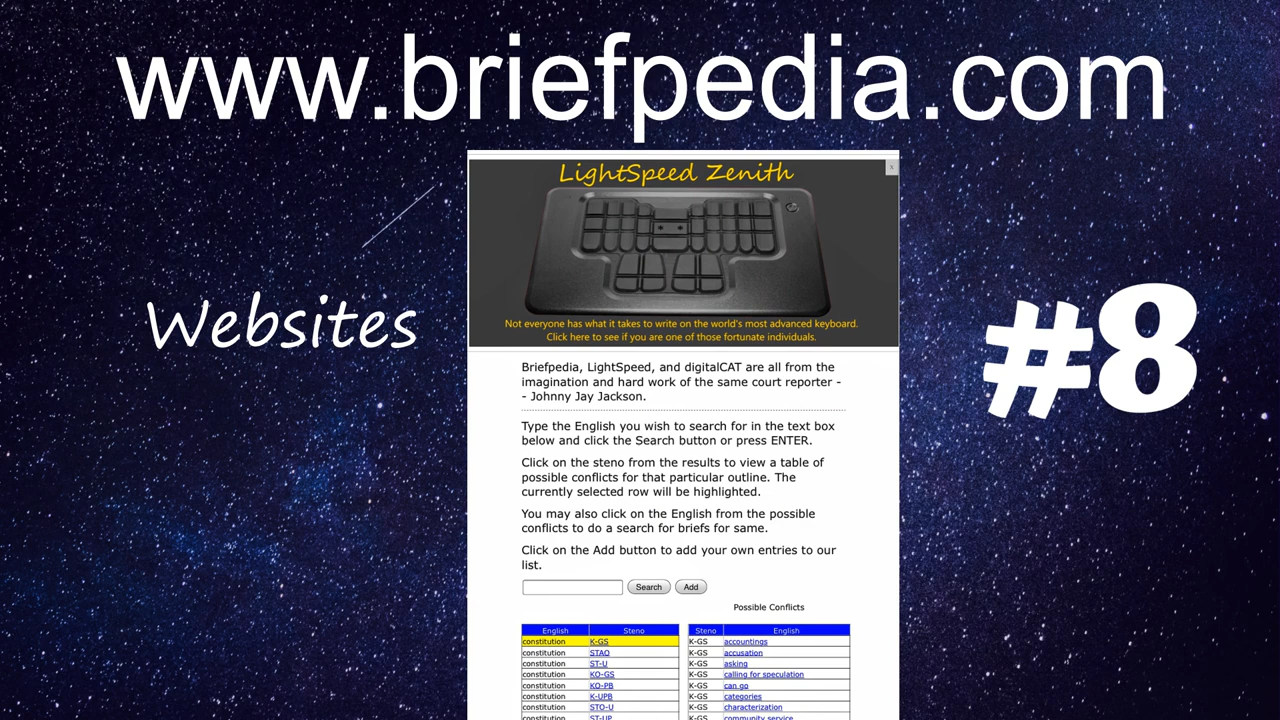 www.briefpedia.com
LightSpeed Zenith
x
Not everyone has what it takes to write on the world's most advanced keyboard.
Click here to see if you are one of those fortunate individuals.
Websites
#8
Briefpedia, LightSpeed, and digitalCAT are all from the
imagination and hard work of the same court reporter -
- Johnny Jay Jackson.
Type the English you wish to search for in the text box
below and click the Search button or press ENTER.
Click on the steno from the results to view a table of
possible conflicts for that particular outline. The
currently selected row will be highlighted.
You may also click on the English from the possible
conflicts to do a search for briefs for same.
Click on the Add button to add your own entries to our
list.
Search Add
Possible Conflicts
English Steno Steno English
constitution K-GS K-GS accountings
constitution STAO K-GS accusation
constitution ST-U K-GS asking
constitution KO-GS K-GS calling for speculation
constitution KO-PB K-GS can go
constitution K-UPB K-GS categories
constitution STO-U K-GS characterization
constitution ST-UP K-GS community service